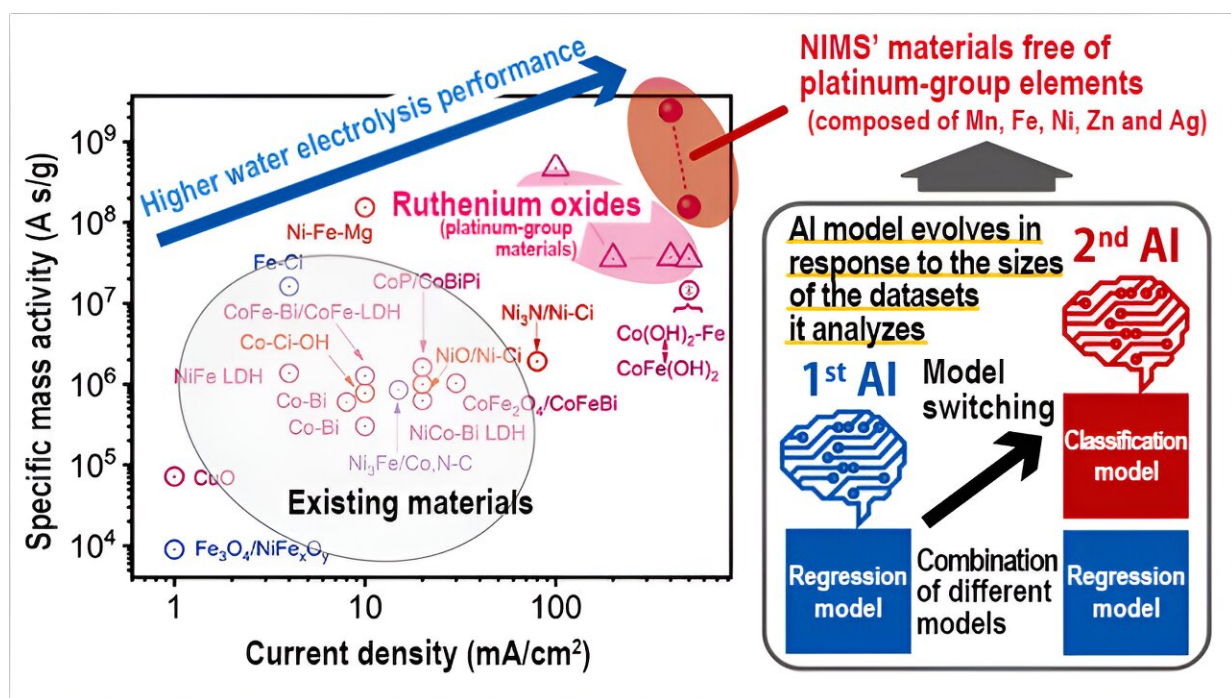 Higher water electrolysis performance
NIMS’ materials free of
platinum-group elements
(composed of Mn, Fe, Ni, Zn and Ag)
Specific mass activity (A s/g)
10⁹
10⁸
10⁷
10⁶
10⁵
10⁴
Ruthenium oxides
(platinum-group
materials)
Ni-Fe-Mg
Fe-Ci
CoP/CoBiPi
CoFe-Bi/CoFe-LDH
Ni₃N/Ni-Ci
Co-Ci-OH
NiO/Ni-Ci
Co(OH)₂-Fe
CoFe(OH)₂
NiFe LDH
Co-Bi
CoFe₂O₄/CoFeBi
Co-Bi
NiCo-Bi LDH
Ni₃Fe/Co,N-C
CuO
Existing materials
Fe₃O₄/NiFeₓOᵧ
1
10
100
Current density (mA/cm²)
AI model evolves in
response to the sizes
of the datasets
it analyzes
2nd AI
1st AI
Model
switching
Classification
model
Regression
model
Combination
of different
models
Regression
model